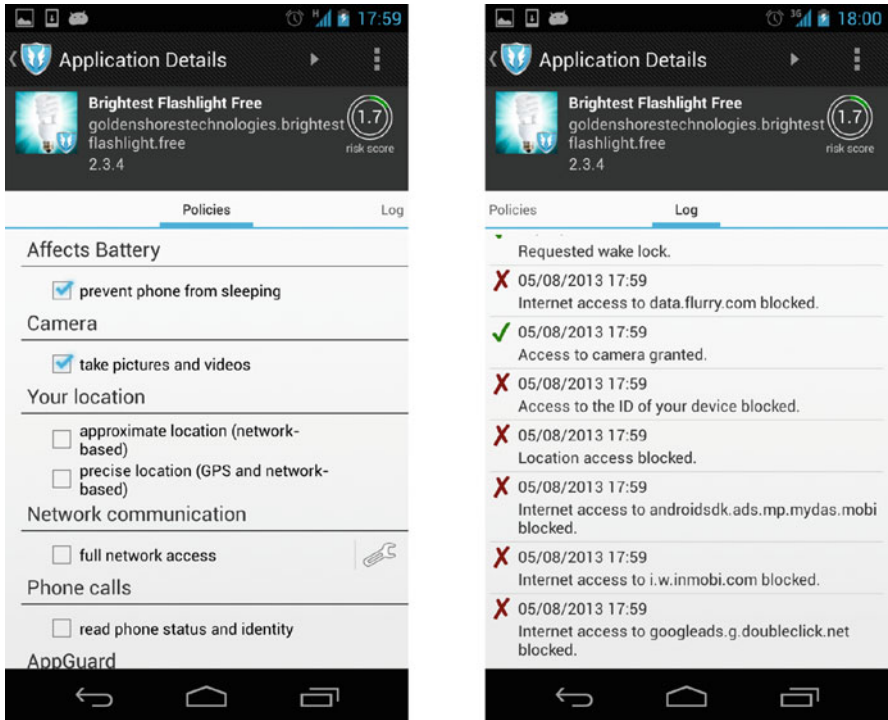 H 17:59
Application Details
Brightest Flashlight Free
goldenshorestechnologies.brightest
flashlight.free
2.3.4
1.7
risk score
Policies
Log
Affects Battery
prevent phone from sleeping
Camera
take pictures and videos
Your location
approximate location (network-
based)
precise location (GPS and network-
based)
Network communication
full network access
Phone calls
read phone status and identity
AppGuard
3G 18:00
Application Details
Brightest Flashlight Free
goldenshorestechnologies.brightest
flashlight.free
2.3.4
1.7
risk score
Policies
Log
Requested wake lock.
05/08/2013 17:59
Internet access to data.flurry.com blocked.
05/08/2013 17:59
Access to camera granted.
05/08/2013 17:59
Access to the ID of your device blocked.
05/08/2013 17:59
Location access blocked.
05/08/2013 17:59
Internet access to androidsdk.ads.mp.mydas.mobi
blocked.
05/08/2013 17:59
Internet access to i.w.inmobi.com blocked.
05/08/2013 17:59
Internet access to googleads.g.doubleclick.net
blocked.